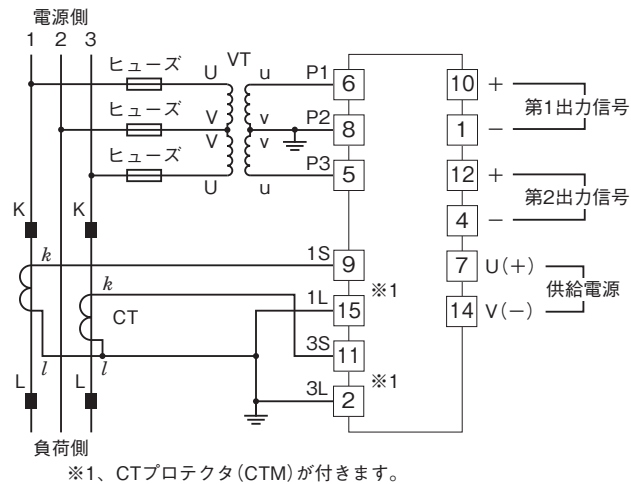 電源側
1 2 3
ヒューズ
ヒューズ
ヒューズ
VT
U u
V v
V v
U u
P1 6
P2 8
P3 5
10 + 第1出力信号
1 −
12 + 第2出力信号
4 −
7 U(+) 供給電源
14 V(−)
K K
k k
CT
l l
L L
1S 9
※1
1L 15
3S 11
※1
3L 2
負荷側
※1、CTプロテクタ(CTM)が付きます。